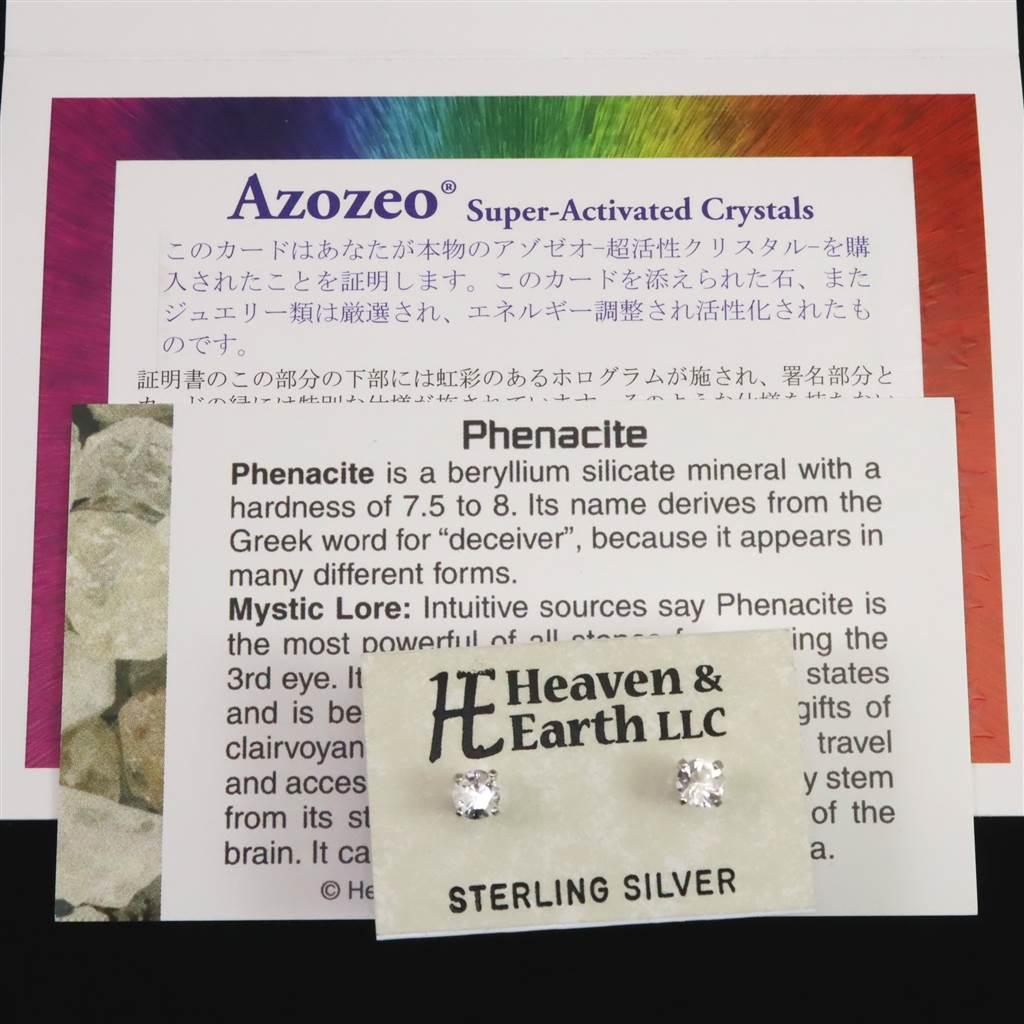 Azozeo® Super-Activated Crystals
このカードはあなたが本物のアゾゼオ−超活性クリスタル−を購
入されたことを証明します。このカードを添えられた石、また
ジュエリー類は厳選され、エネルギー調整され活性化されたも
のです。
証明書のこの部分の下部には虹彩のあるホログラムが施され、署名部分と
Phenacite
Phenacite is a beryllium silicate mineral with a
hardness of 7.5 to 8. Its name derives from the
Greek word for “deceiver”, because it appears in
many different forms.
Mystic Lore: Intuitive sources say Phenacite is
the most powerful of all the
3rd eye. It states
and is gifts of
travel
and
from its stem
brain. It of the
©
Heaven &
Earth LLC
STERLING SILVER